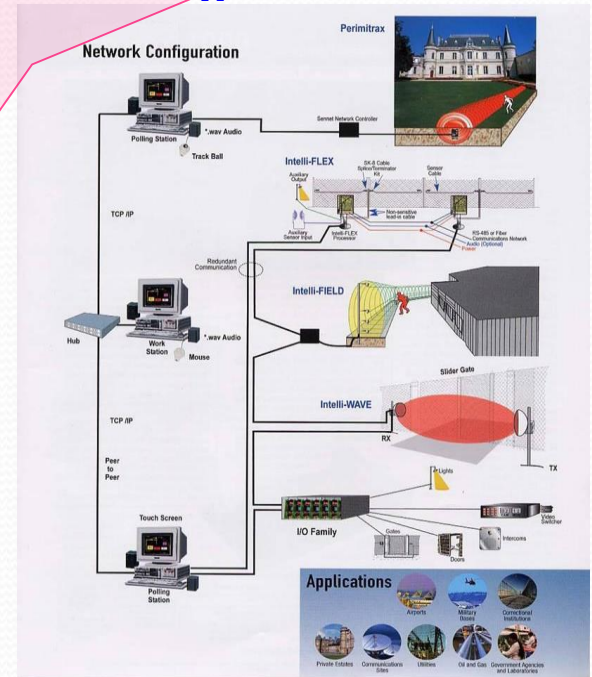 Network Configuration
Perimitrax
Polling Station
*.wav Audio
Track Ball
Sennet Network Controller
Intelli-FLEX
Auxiliary
Output
SK-8 Cable
Splice/Terminator
Kit
Sensor
Cable
Auxiliary
Sensor Input
Intelli-FLEX
Processor
Non-sensitive
lead-in cable
RS-485 or Fiber
Communications Network
Audio (Optional)
Power
TCP /IP
Redundant
Communication
Intelli-FIELD
Hub
Work
Station
*.wav Audio
Mouse
Slider Gate
Intelli-WAVE
RX
TX
TCP /IP
Peer
to
Peer
Lights
Touch Screen
I/O Family
Video
Switcher
Gates
Doors
Intercoms
Polling
Station
Applications
Airports
Military
Bases
Correctional
Institutions
Private Estates
Communications
Sites
Utilities
Oil and Gas
Government Agencies
and Laboratories